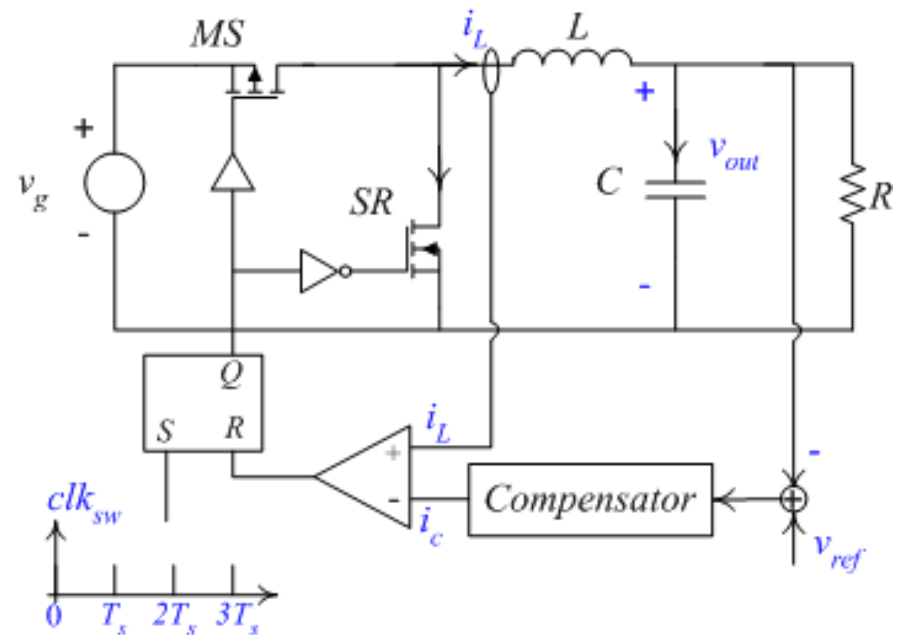 MS
i_L
L
+
v_g
-
SR
+
C
v_out
-
R
Q
S R
i_L
+
-
i_c
Compensator
-
+
v_ref
clk_sw
0 T_s 2T_s 3T_s